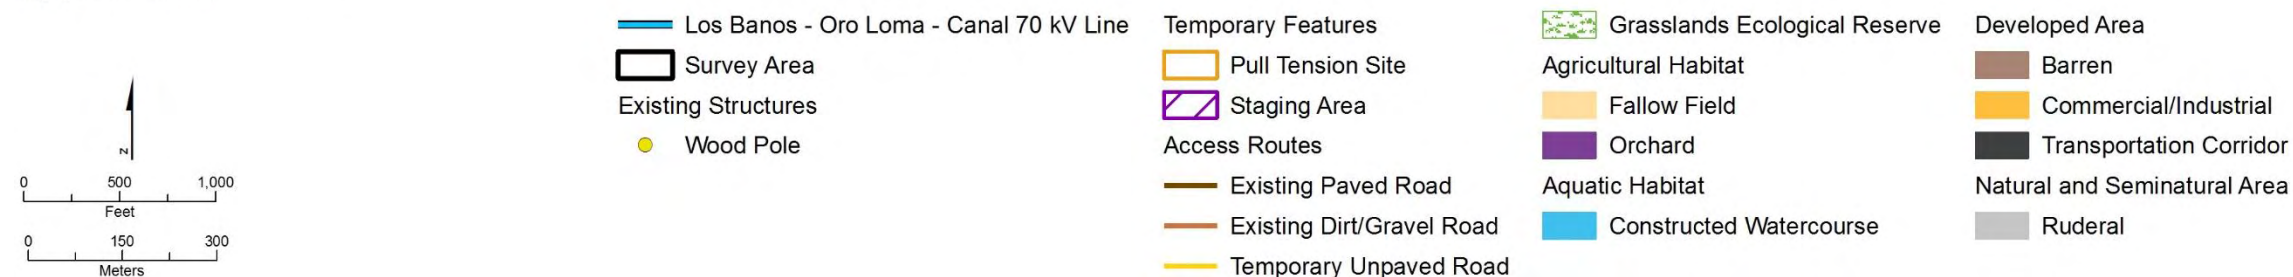 N
0 500 1,000
Feet
0 150 300
Meters
Los Banos - Oro Loma - Canal 70 kV Line
Survey Area
Existing Structures
Wood Pole
Temporary Features
Pull Tension Site
Staging Area
Access Routes
Existing Paved Road
Existing Dirt/Gravel Road
Temporary Unpaved Road
Grasslands Ecological Reserve
Agricultural Habitat
Fallow Field
Orchard
Aquatic Habitat
Constructed Watercourse
Developed Area
Barren
Commercial/Industrial
Transportation Corridor
Natural and Seminatural Area
Ruderal